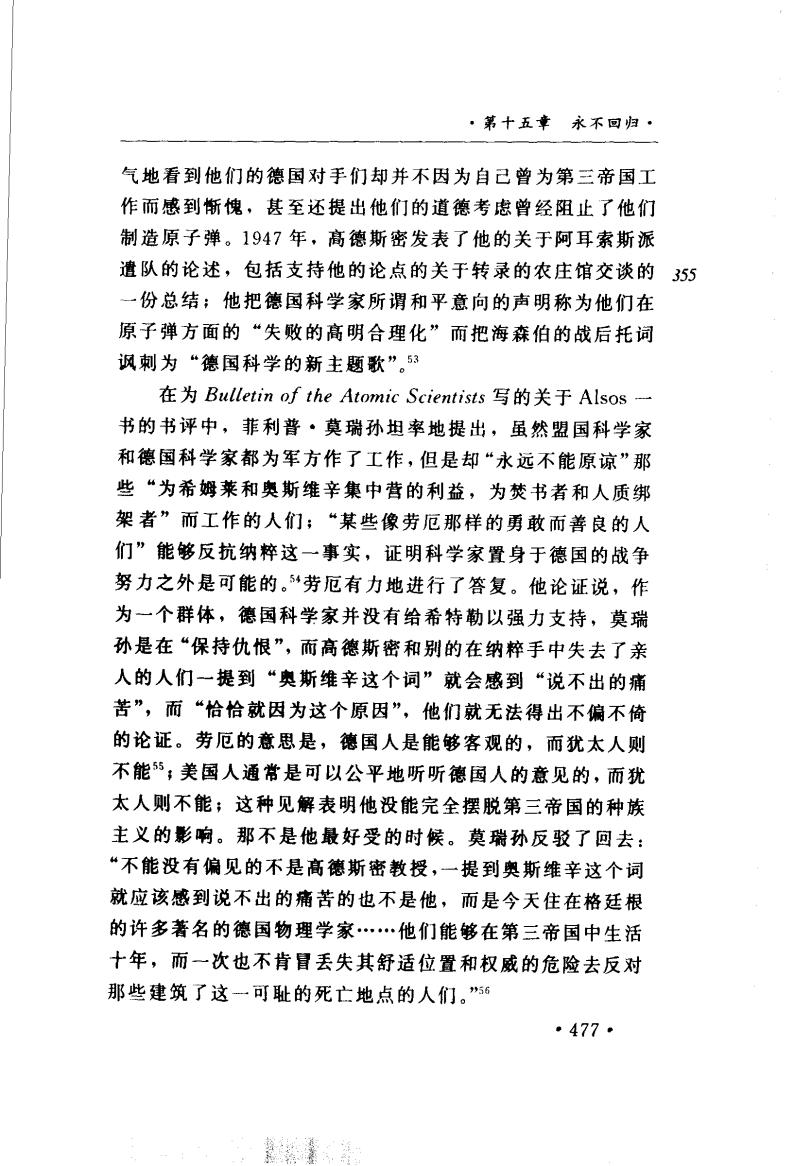 ·第十五章 永不回归·
气地看到他们的德国对手们却并不因为自己曾为第三帝国工
作而感到惭愧，甚至还提出他们的道德考虑曾经阻止了他们
制造原子弹。1947 年，高德斯密发表了他的关于阿耳索斯派
遣队的论述，包括支持他的论点的关于转录的农庄馆交谈的
355
一份总结；他把德国科学家所谓和平意向的声明称为他们在
原子弹方面的“失败的高明合理化”而把海森伯的战后托词
讽刺为“德国科学的新主题歌”。53
在为 Bulletin of the Atomic Scientists 写的关于 Alsos 一
书的书评中，菲利普·莫瑞孙坦率地提出，虽然盟国科学家
和德国科学家都为军方作了工作，但是却“永远不能原谅”那
些“为希姆莱和奥斯维辛集中营的利益，为焚书者和人质绑
架者”而工作的人们；“某些像劳厄那样的勇敢而善良的人
们”能够反抗纳粹这一事实，证明科学家置身于德国的战争
努力之外是可能的。54劳厄有力地进行了答复。他论证说，作
为一个群体，德国科学家并没有给希特勒以强力支持，莫瑞
孙是在“保持仇恨”，而高德斯密和别的在纳粹手中失去了亲
人的人们一提到“奥斯维辛这个词”就会感到“说不出的痛
苦”，而“恰恰就因为这个原因”，他们就无法得出不偏不倚
的论证。劳厄的意思是，德国人是能够客观的，而犹太人则
不能55；美国人通常是可以公平地听听德国人的意见的，而犹
太人则不能；这种见解表明他没能完全摆脱第三帝国的种族
主义的影响。那不是他最好受的时候。莫瑞孙反驳了回去：
“不能没有偏见的不是高德斯密教授，一提到奥斯维辛这个词
就应该感到说不出的痛苦的也不是他，而是今天住在格廷根
的许多著名的德国物理学家……他们能够在第三帝国中生活
十年，而一次也不肯冒丢失其舒适位置和权威的危险去反对
那些建筑了这一可耻的死亡地点的人们。”56
·477·